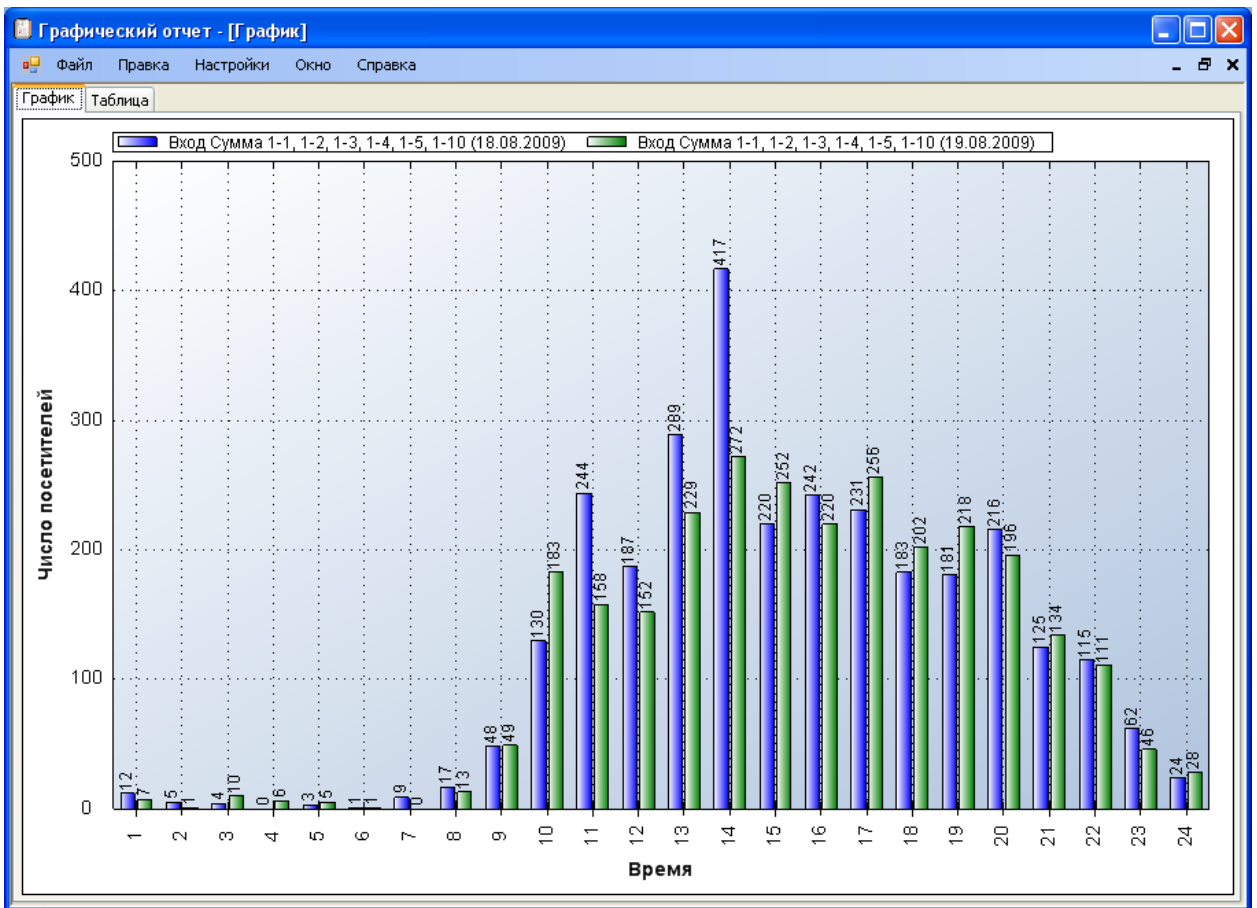 Графический отчет - [График]
Файл Правка Настройки Окно Справка
График Таблица
Вход Сумма 1-1, 1-2, 1-3, 1-4, 1-5, 1-10 (18.08.2009) Вход Сумма 1-1, 1-2, 1-3, 1-4, 1-5, 1-10 (19.08.2009)
500
400
300
200
100
0
Число посетителей
12 7 5 1 4 10 0 6 3 5 1 1 9 0 17 13 48 49 130 183 244 158 187 152 289 229 417 272 220 252 242 220 231 256 183 202 181 218 216 196 125 134 115 111 62 46 24 28
1 2 3 4 5 6 7 8 9 10 11 12 13 14 15 16 17 18 19 20 21 22 23 24
Время